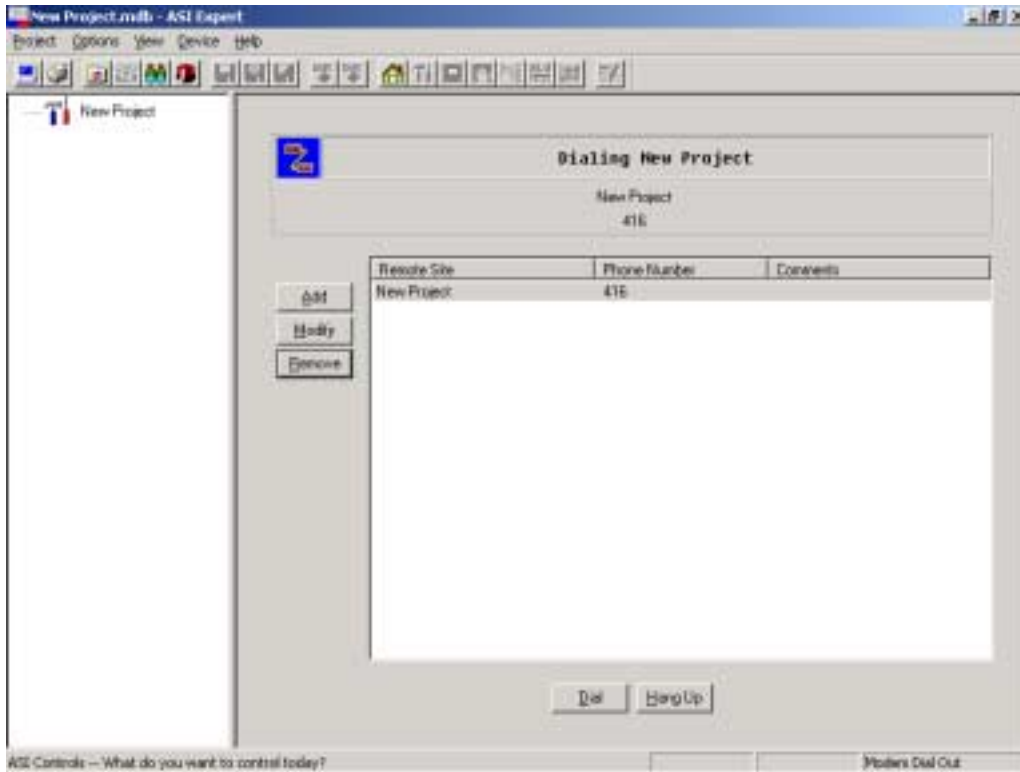 New Project.mdb - ASI Expert
Project Options View Device Help
New Project
Dialing New Project
New Project
416
Remote Site Phone Number Comments
New Project 416
Add
Modify
Remove
Dial Hang Up
ASI Controls -- What do you want to control today? Modem Dial Out